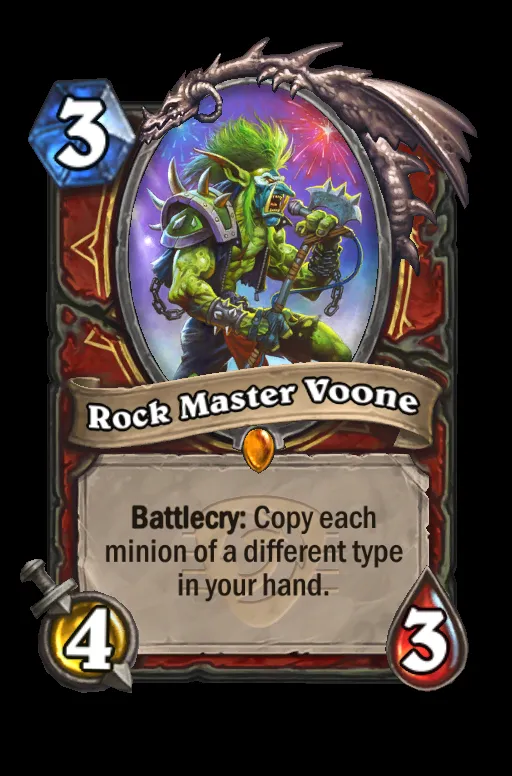 3
Rock Master Voone
Battlecry: Copy each
minion of a different type
in your hand.
4
3